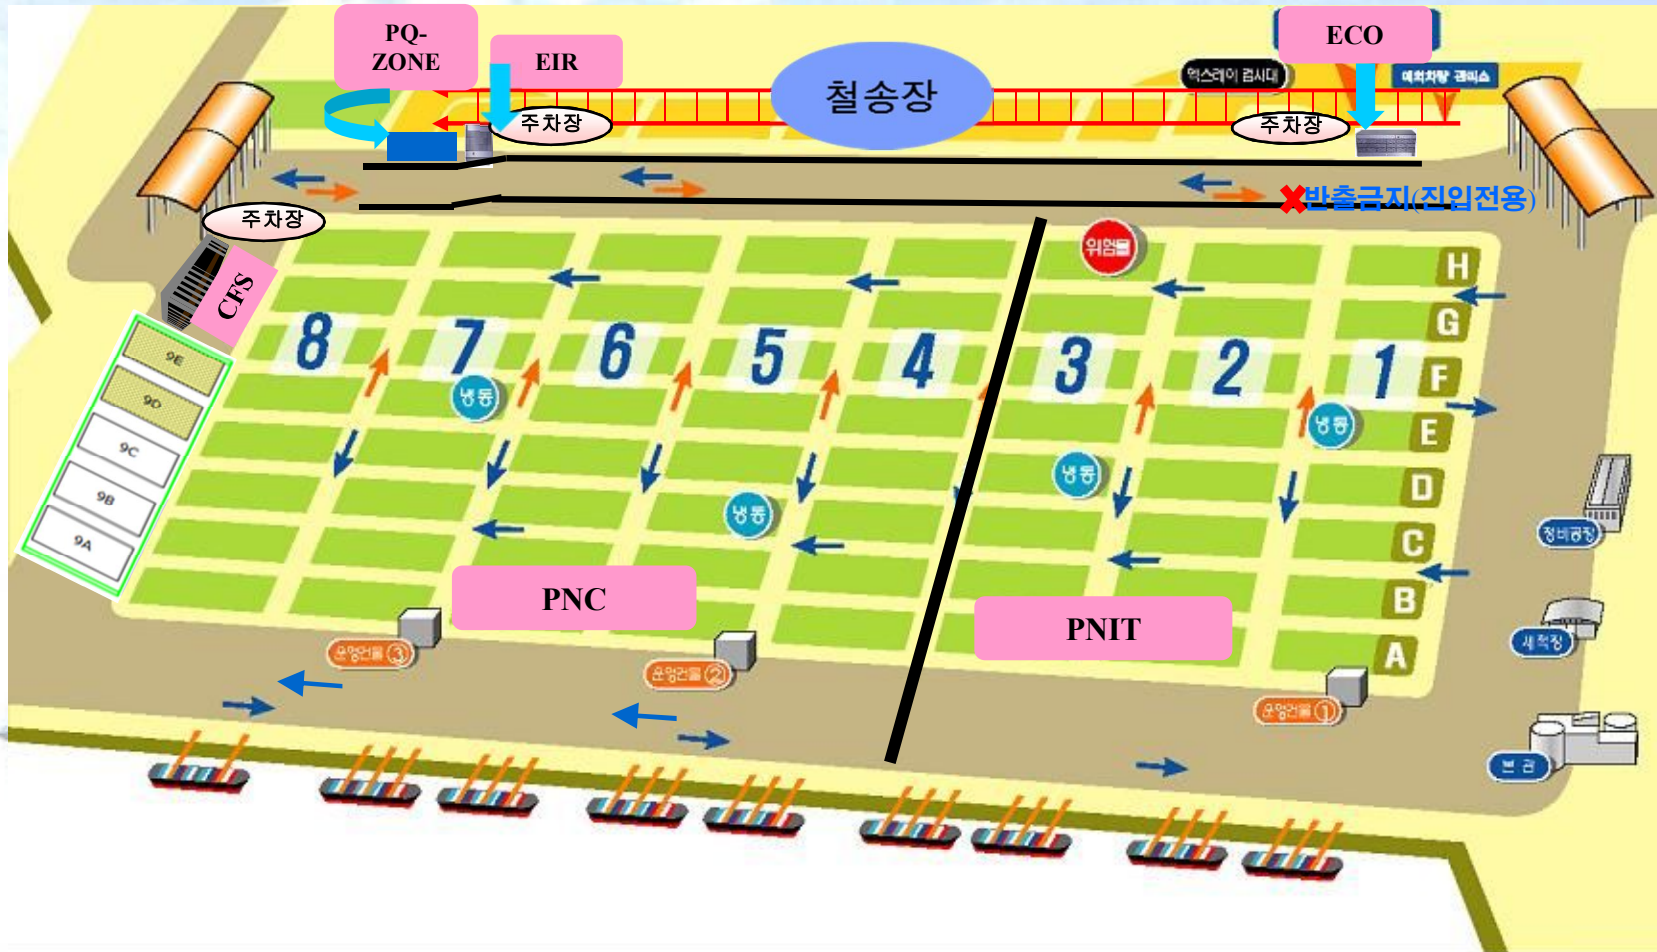 PQ-
ZONE
EIR
철송장
ECO
엑스레이 검시대
예외차량 관리소
주차장
주차장
반출금지(진입전용)
주차장
CFS
위험물
H
G
F
E
D
C
B
A
8
7
6
5
4
3
2
1
냉동
냉동
냉동
냉동
9E
9D
9C
9B
9A
PNC
PNIT
운영건물 ③
운영건물 ②
운영건물 ①
정비공장
세척장
본관